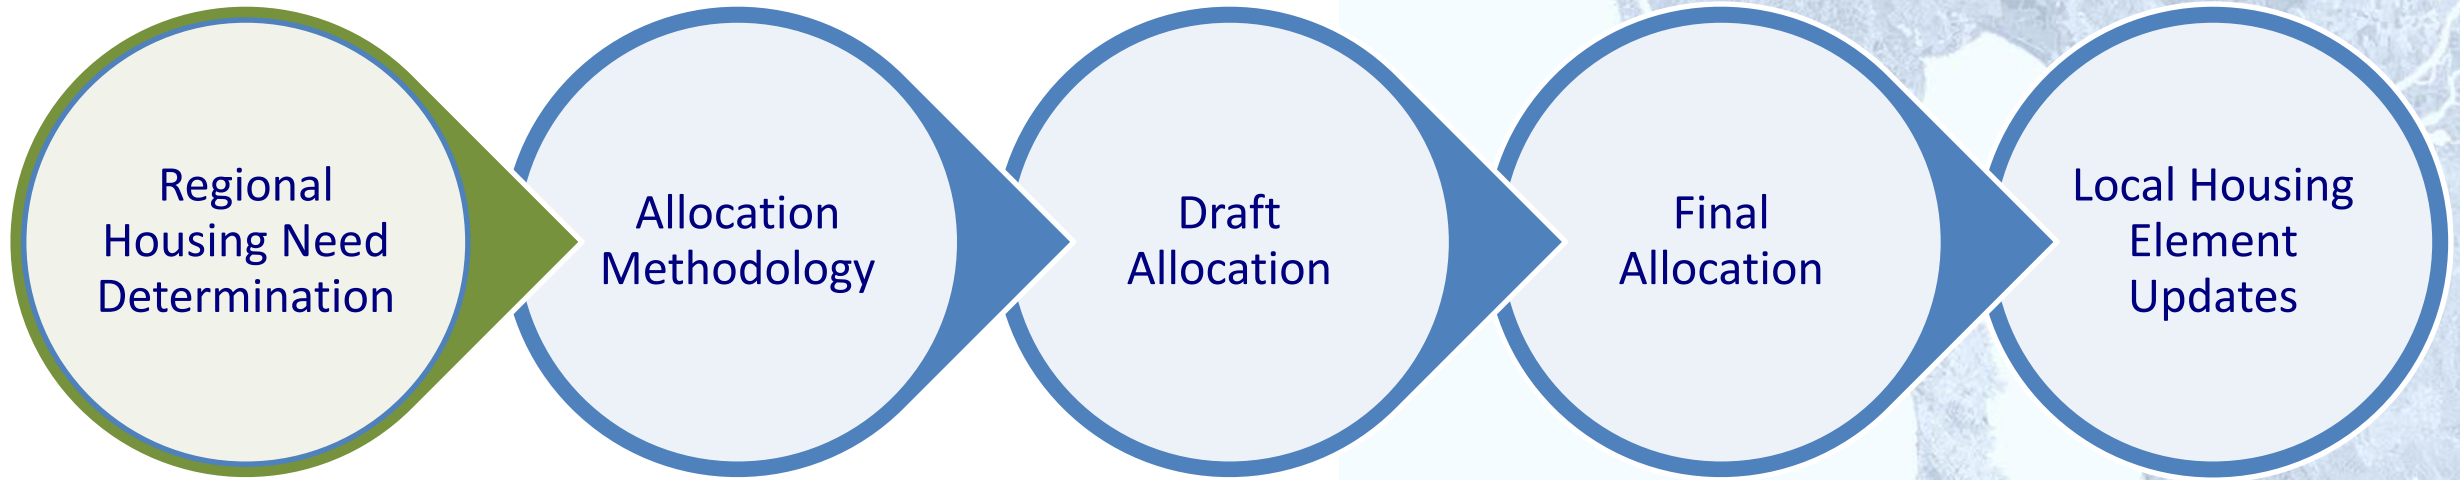 Regional
Housing Need
Determination
Allocation
Methodology
Draft
Allocation
Final
Allocation
Local Housing
Element
Updates